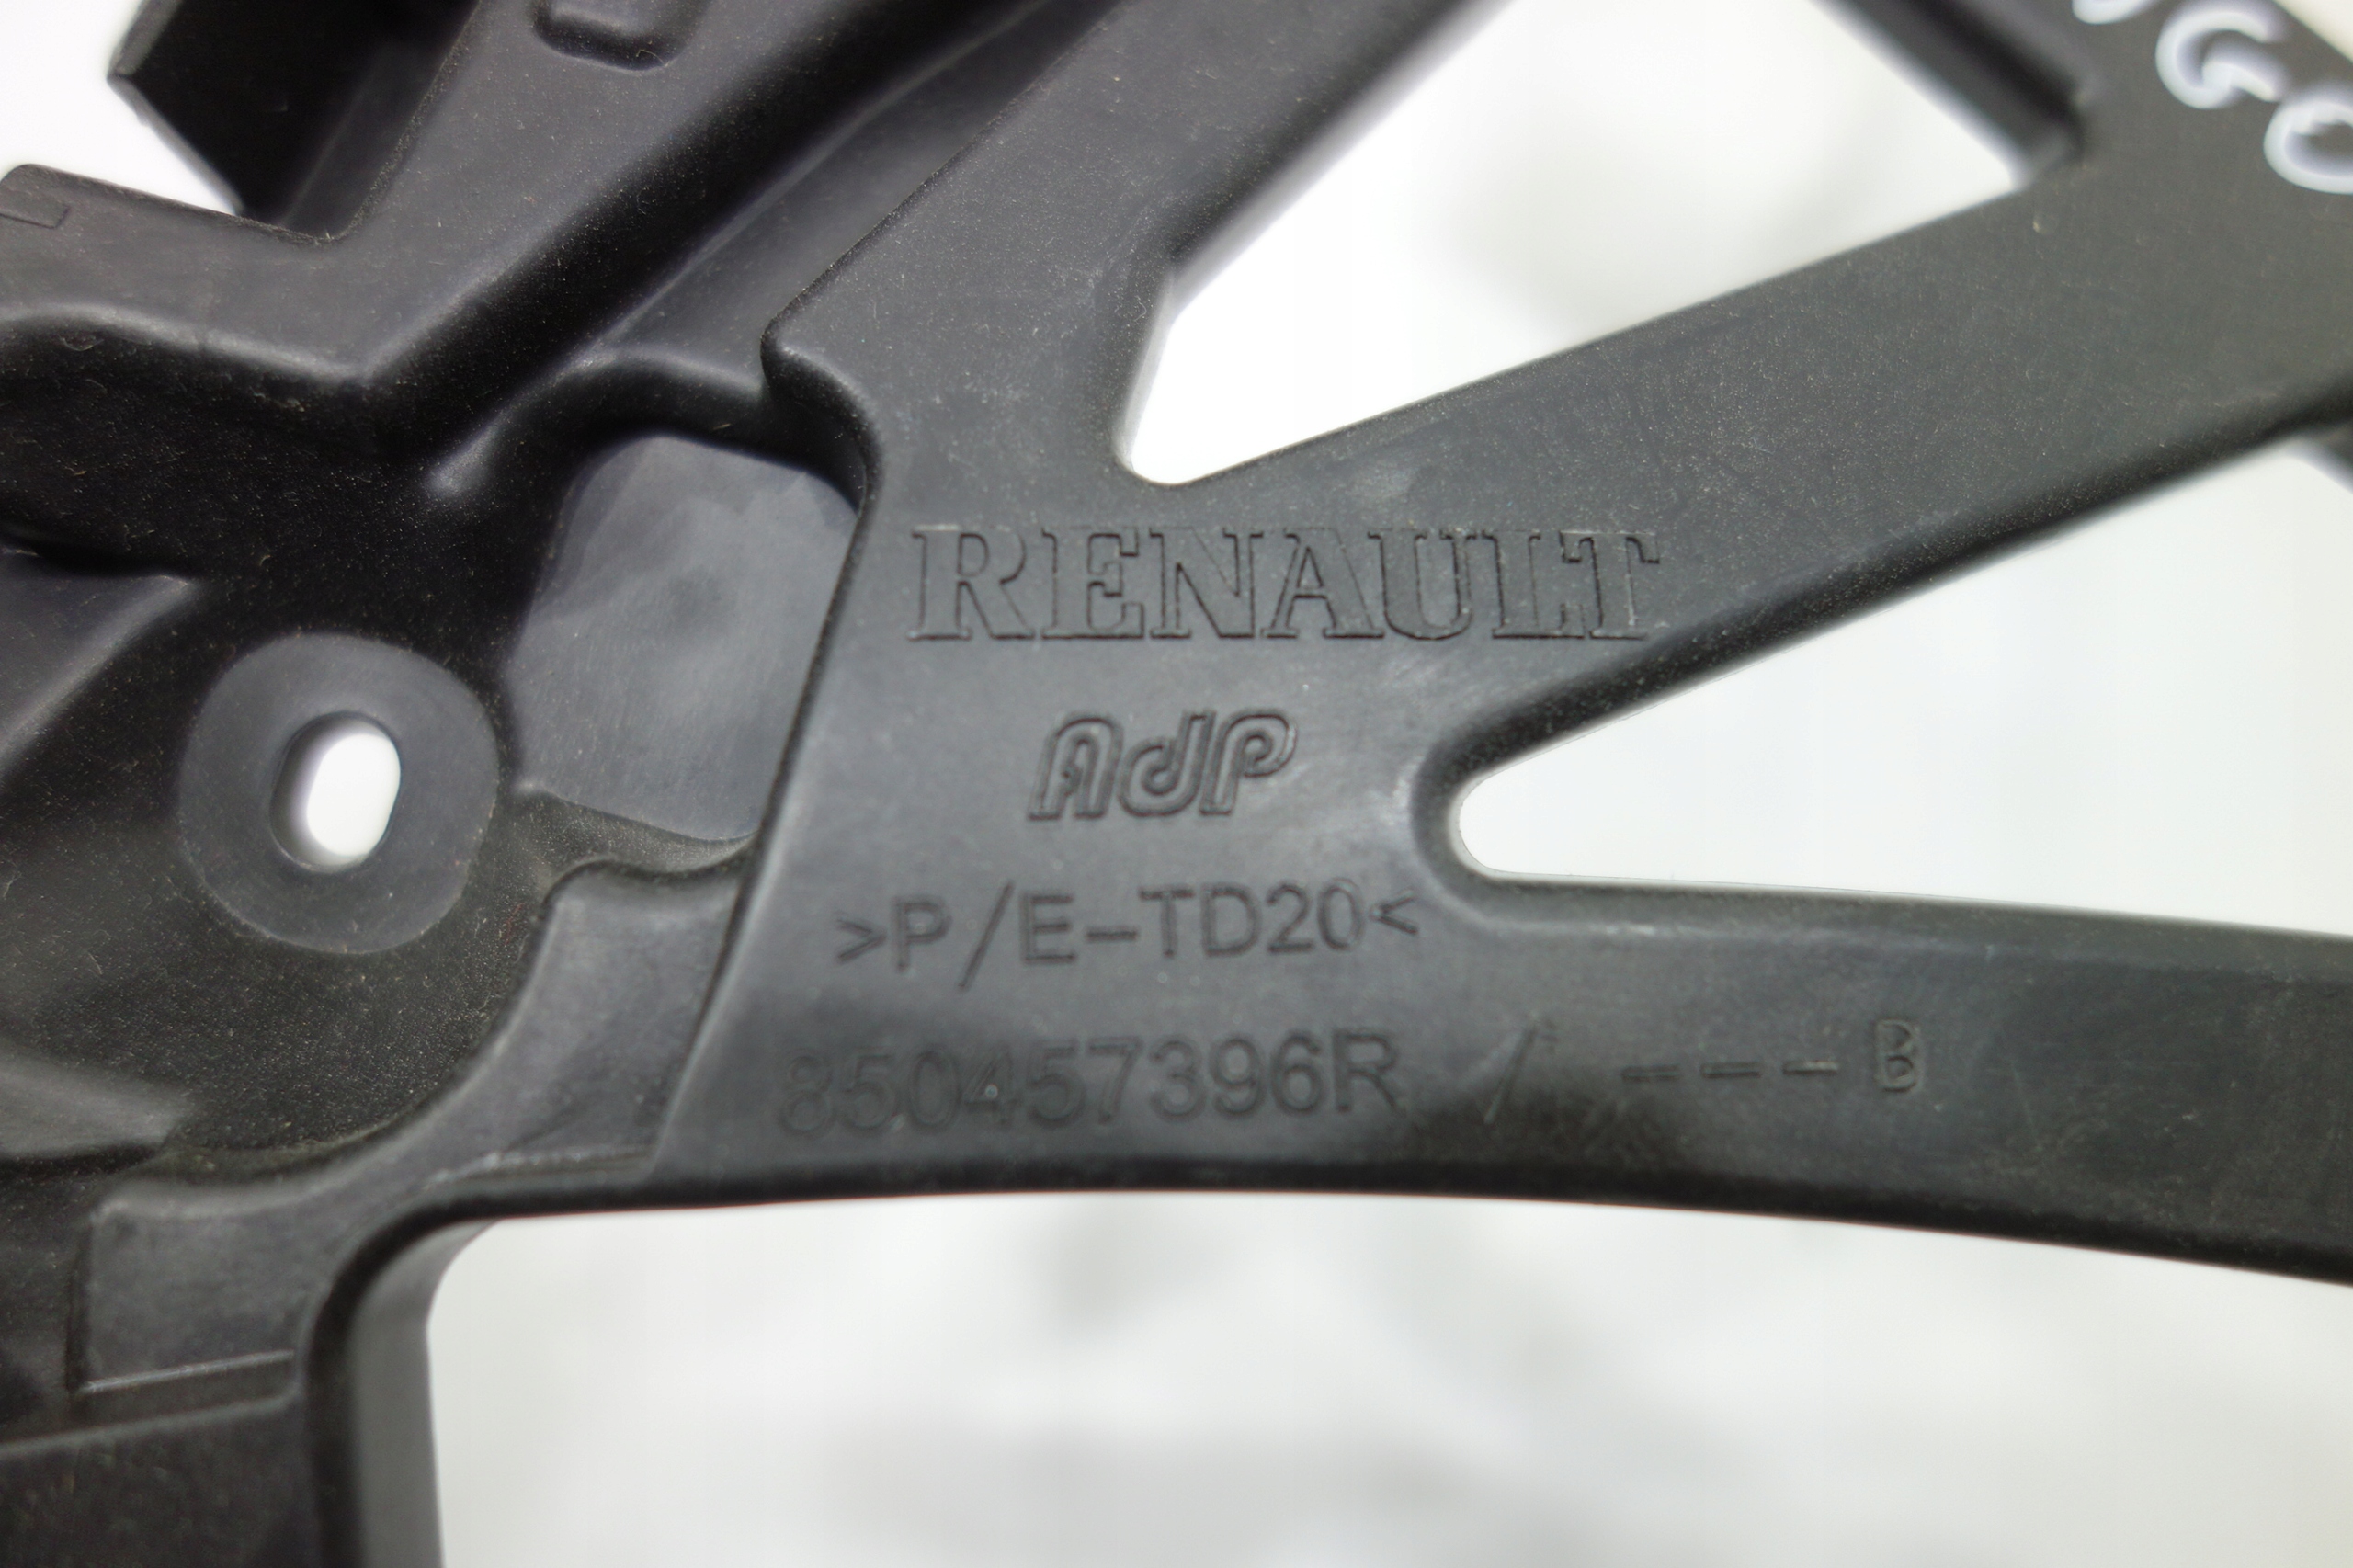 RENAULT
AdP
>P/E-TD20<
850457396R / ---B